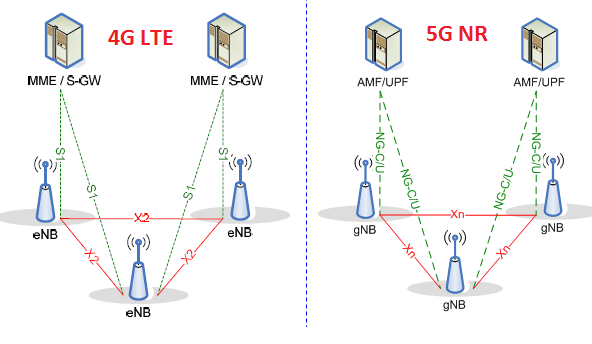 4G LTE
5G NR
MME / S-GW
MME / S-GW
AMF/UPF
AMF/UPF
S1
S1
S1
S1
NG-C/U
NG-C/U
NG-C/U
NG-C/U
X2
Xn
eNB
eNB
gNB
gNB
X2
X2
Xn
Xn
eNB
gNB